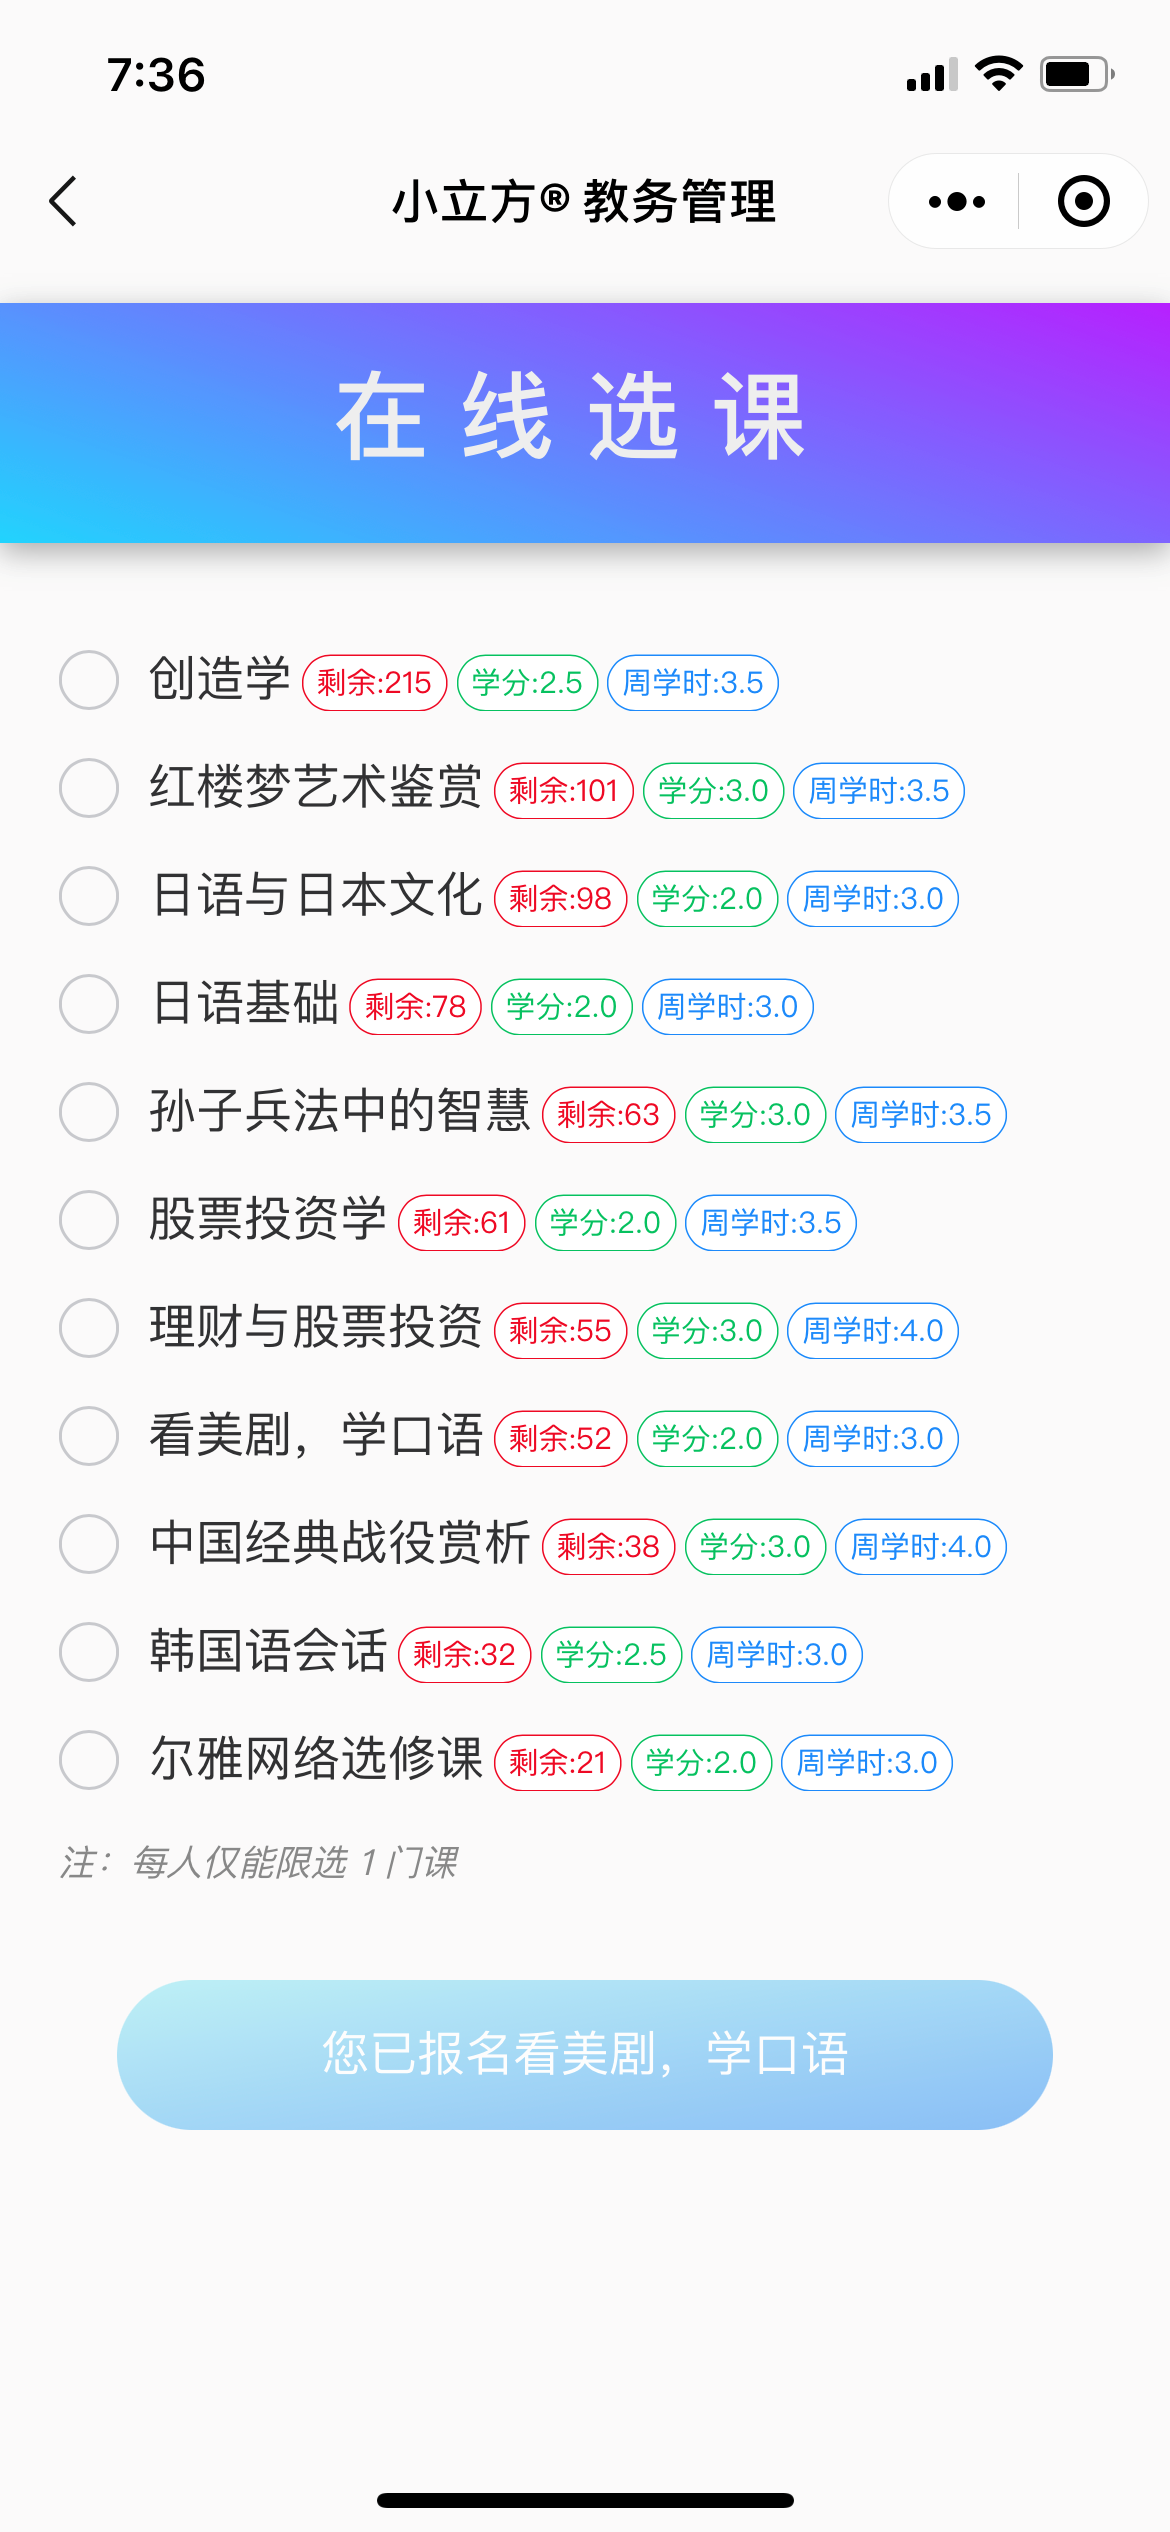 7:36
小立方® 教务管理
在线选课
创造学 剩余:215 学分:2.5 周学时:3.5
红楼梦艺术鉴赏 剩余:101 学分:3.0 周学时:3.5
日语与日本文化 剩余:98 学分:2.0 周学时:3.0
日语基础 剩余:78 学分:2.0 周学时:3.0
孙子兵法中的智慧 剩余:63 学分:3.0 周学时:3.5
股票投资学 剩余:61 学分:2.0 周学时:3.5
理财与股票投资 剩余:55 学分:3.0 周学时:4.0
看美剧，学口语 剩余:52 学分:2.0 周学时:3.0
中国经典战役赏析 剩余:38 学分:3.0 周学时:4.0
韩国语会话 剩余:32 学分:2.5 周学时:3.0
尔雅网络选修课 剩余:21 学分:2.0 周学时:3.0
注：每人仅能限选 1 门课
您已报名看美剧，学口语